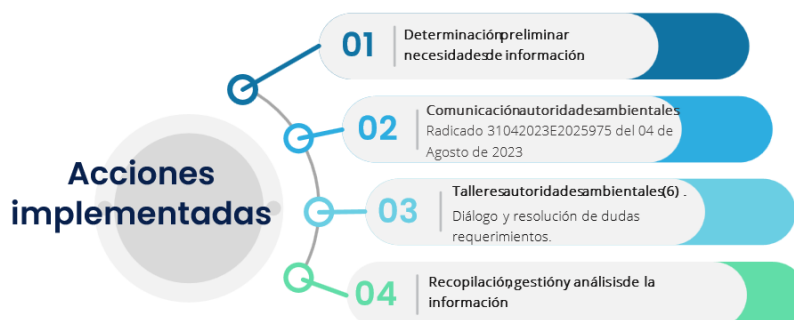 Acciones
implementadas
01
Determinación preliminar
necesidades de información
02
Comunicación autoridades ambientales
Radicado 31042023E2025975 del 04 de
Agosto de 2023
03
Talleres autoridades ambientales (6) .
Diálogo y resolución de dudas
requerimientos.
04
Recopilación, gestión y análisis de la
información